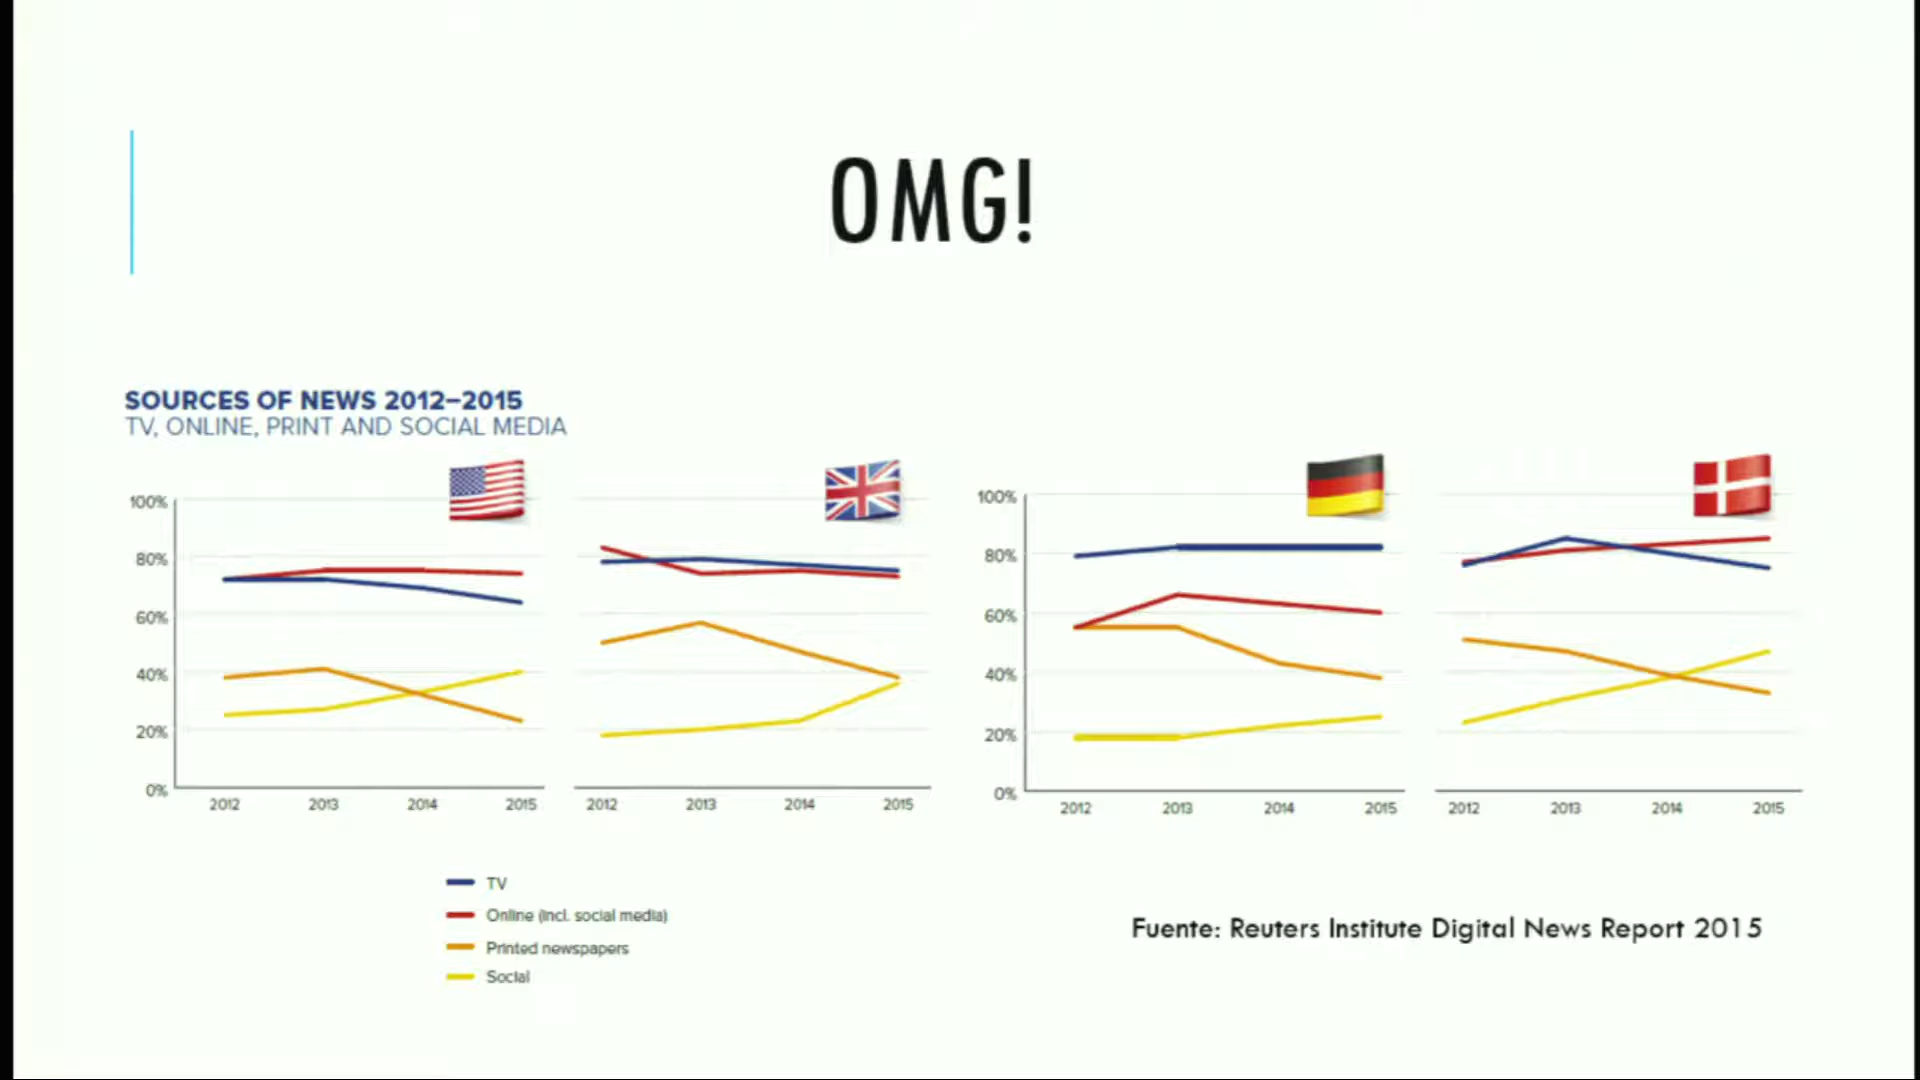 OMG!
SOURCES OF NEWS 2012–2015
TV, ONLINE, PRINT AND SOCIAL MEDIA
100%
80%
60%
40%
20%
0%
2012 2013 2014 2015
2012 2013 2014 2015
100%
80%
60%
40%
20%
0%
2012 2013 2014 2015
2012 2013 2014 2015
TV
Online (incl. social media)
Printed newspapers
Social
Fuente: Reuters Institute Digital News Report 2015